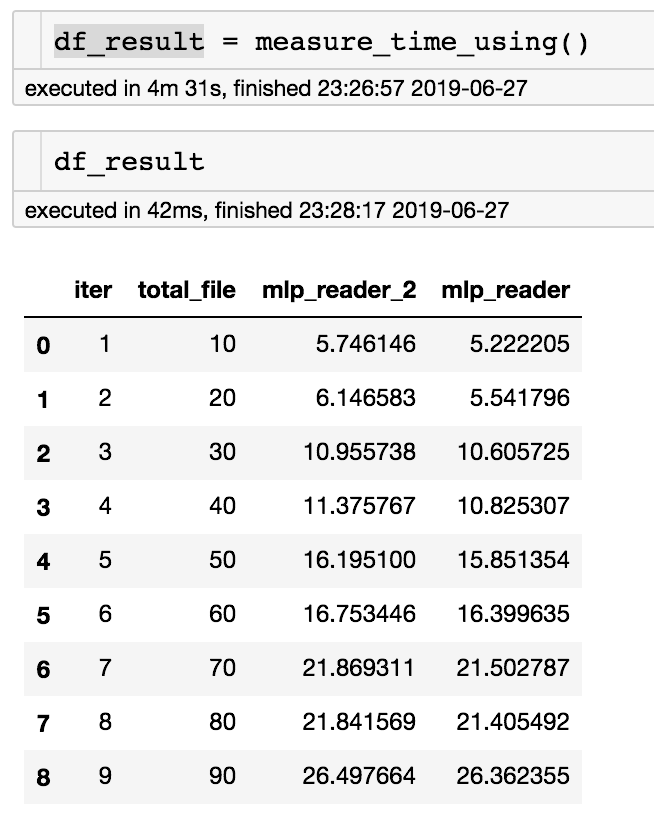 df_result = measure_time_using()
executed in 4m 31s, finished 23:26:57 2019-06-27
df_result
executed in 42ms, finished 23:28:17 2019-06-27
iter total_file mlp_reader_2 mlp_reader
0 1 10 5.746146 5.222205
1 2 20 6.146583 5.541796
2 3 30 10.955738 10.605725
3 4 40 11.375767 10.825307
4 5 50 16.195100 15.851354
5 6 60 16.753446 16.399635
6 7 70 21.869311 21.502787
7 8 80 21.841569 21.405492
8 9 90 26.497664 26.362355